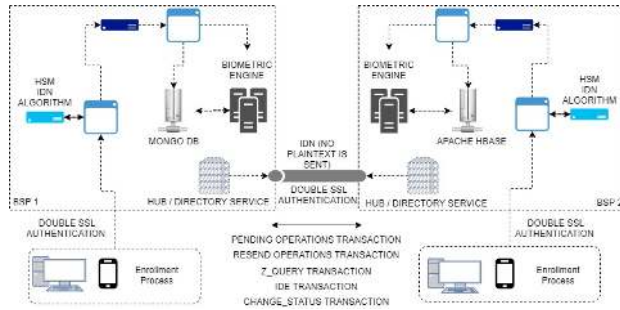 BIOMETRIC
ENGINE
HSM
IDN
ALGORITHM
MONGO DB
HUB / DIRECTORY SERVICE
BSP 1
BIOMETRIC
ENGINE
HSM
IDN
ALGORITHM
APACHE HBASE
HUB / DIRECTORY SERVICE
BSP 2
IDN (NO
PLAINTEXT IS
SENT)
DOUBLE SSL
AUTHENTICATION
DOUBLE SSL
AUTHENTICATION
DOUBLE SSL
AUTHENTICATION
PENDING OPERATIONS TRANSACTION
RESEND OPERATIONS TRANSACTION
Z_QUERY TRANSACTION
IDE TRANSACTION
CHANGE_STATUS TRANSACTION
Enrollment
Process
Enrollment
Process